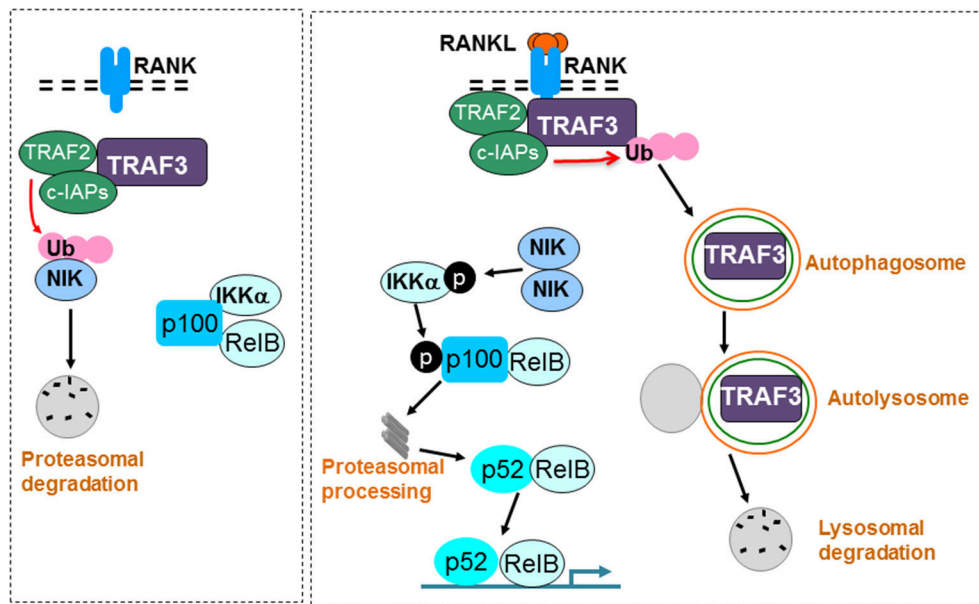 RANK
TRAF2
TRAF3
c-IAPs
Ub
NIK
IKKα
p100
RelB
Proteasomal
degradation
RANKL
RANK
TRAF2
TRAF3
c-IAPs
Ub
NIK
NIK
IKKα p
p p100 RelB
Proteasomal
processing
p52 RelB
p52 RelB
TRAF3
Autophagosome
TRAF3
Autolysosome
Lysosomal
degradation